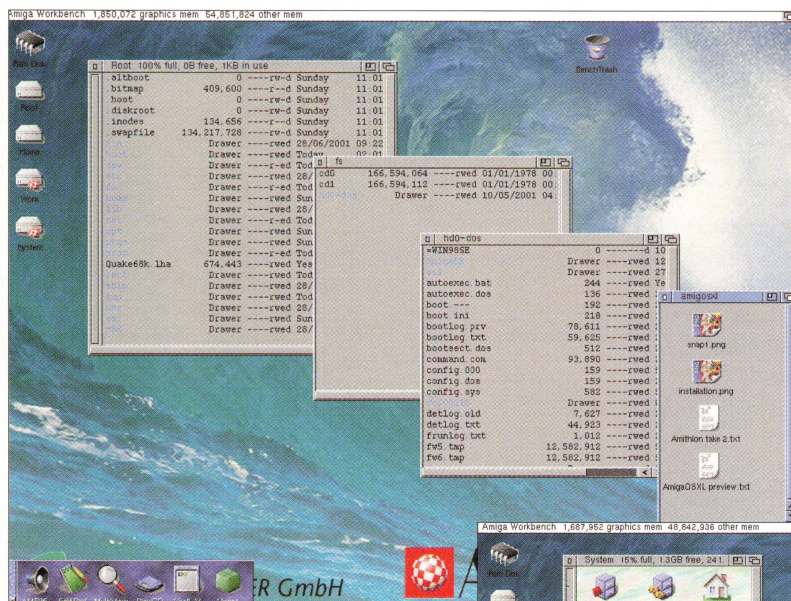 Amiga Workbench 1,850,072 graphics mem 54,851,824 other mem
Ram Disk
Root
Home
Work
System
BenchTrash
Root 100% full, 0B free, 1KB in use
.altboot 0 ----rw-d Sunday 11:01
.bitmap 409,600 ----r--d Sunday 11:01
.boot 0 ----rw-d Sunday 11:01
.diskroot 0 ----rw-d Sunday 11:01
.inodes 134,656 ----r--d Sunday 11:01
.swapfile 134,217,728 ----rw-d Sunday 11:01
Drawer ----rwed 28/06/2001 09:22
Drawer ----rwed Today 02:01
Drawer ----r-ed Tod
Drawer ----rwed 28/
Drawer ----r-ed Tod
Drawer ----rwed Sun
lib Drawer ----rwed 28/
Drawer ----r-ed Tod
opt Drawer ----rwed Sun
Drawer ----rwed Sun
Drawer ----r-ed Sun
Quake68k.lha 674,443 ----rwed Yes
Drawer ----rwed Tod
sbin Drawer ----rwed 28/
tmp Drawer ----rwed Tod
usr Drawer ----rwed 28/
Drawer ----rwed Sun
Drawer ----rwed 28/
fs
cd0 166,594,064 ----rwed 01/01/1978 00:
cd1 166,594,112 ----rwed 01/01/1978 00:
hd0-dos Drawer ----rwed 10/05/2001 04:
hd0-dos
=WIN98SE 0 -------d 10
Drawer ----rwed 12
Drawer ----rwed 27
autoexec.bat 244 ----rwed Ye
autoexec.dos 136 ----rwed
boot.--- 192 ----rwed
boot.ini 218 ----rwed
bootlog.prv 78,611 ----rwed
bootlog.txt 59,625 ----rwed
bootsect.dos 512 ----rwed
command.com 93,890 ----rwed
config.000 159 ----rwed
config.dos 159 ----rwed
config.sys 582 ----rwed
Drawer ----rwed
detlog.old 7,627 ----rwed
detlog.txt 44,923 ----rwed
frunlog.txt 1,012 ----rwed
fw5.tmp 12,582,912 ----rwed
fw6.tmp 12,582,912 ----rwed
amigosxl
snap1.png
installation.png
Amithlon take 2.txt
AmigaOSXL preview.txt
Amiga Workbench 1,687,952 graphics mem 48,842,936 other mem
Ram Disk
System 15% full, 1.3GB free, 241.
ER GmbH
A